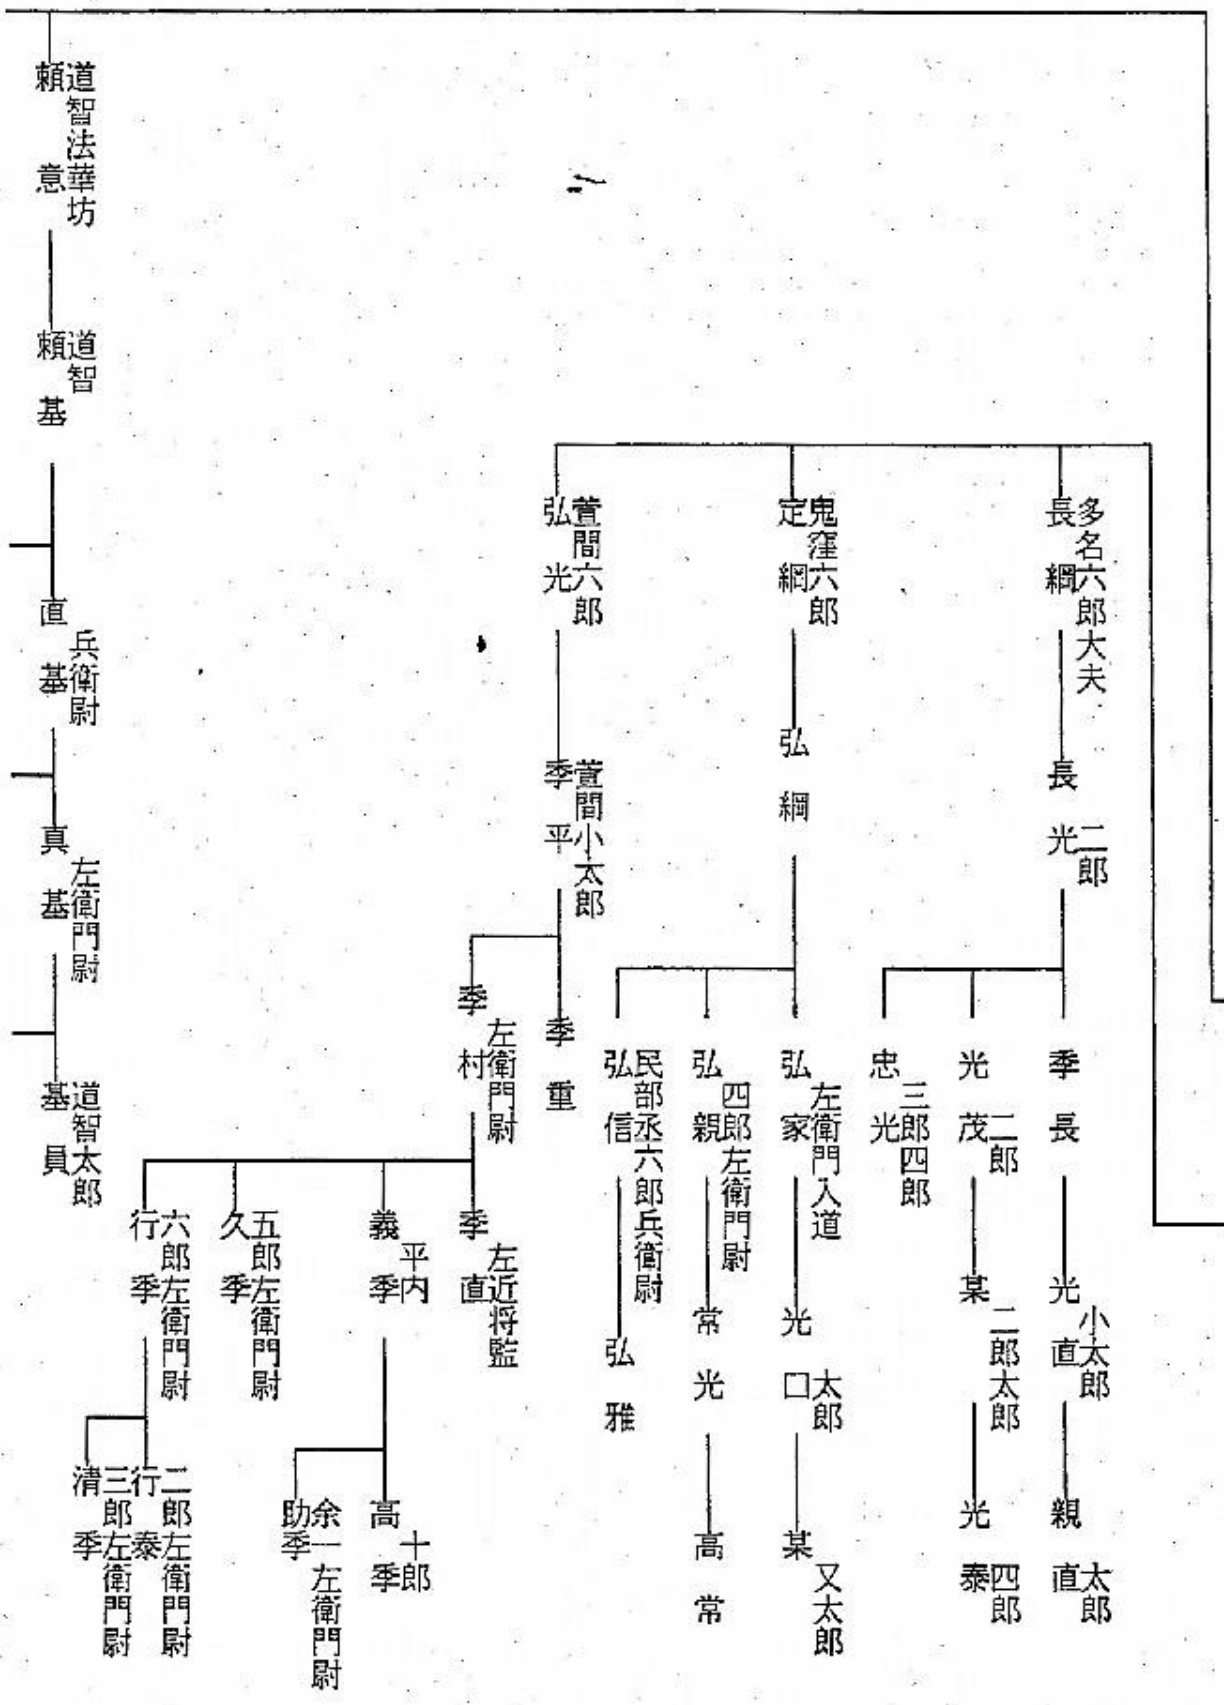 多名六郎大夫
長綱
二郎
長光
季長
小太郎
光直
太郎
親直
二郎
光茂
二郎太郎
某
四郎
光泰
三郎四郎
忠光
鬼窪六郎
定綱
弘綱
左衛門入道
弘家
太郎
光囗
又太郎
某
四郎左衛門尉
弘親
常光
高常
民部丞六郎兵衛尉
弘信
弘雅
萱間六郎
弘光
萱間小太郎
季平
季重
左衛門尉
季村
左近将監
季直
平内
義季
十郎
高季
余一左衛門尉
助季
五郎左衛門尉
久季
六郎左衛門尉
行季
二郎左衛門尉
行泰
三郎左衛門尉
清季
道智法華坊
頼意
道智
頼基
兵衛尉
直基
左衛門尉
真基
道智太郎
基員